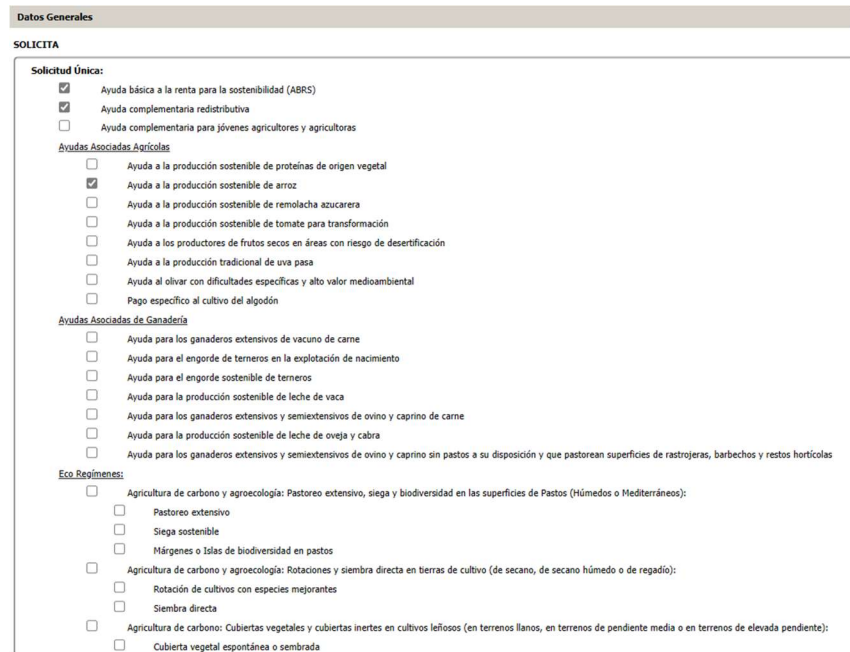 Datos Generales
SOLICITA
Solicitud Única:
Ayuda básica a la renta para la sostenibilidad (ABRS)
Ayuda complementaria redistributiva
Ayuda complementaria para jóvenes agricultores y agricultoras
Ayudas Asociadas Agrícolas
Ayuda a la producción sostenible de proteínas de origen vegetal
Ayuda a la producción sostenible de arroz
Ayuda a la producción sostenible de remolacha azucarera
Ayuda a la producción sostenible de tomate para transformación
Ayuda a los productores de frutos secos en áreas con riesgo de desertificación
Ayuda a la producción tradicional de uva pasa
Ayuda al olivar con dificultades específicas y alto valor medioambiental
Pago específico al cultivo del algodón
Ayudas Asociadas de Ganadería
Ayuda para los ganaderos extensivos de vacuno de carne
Ayuda para el engorde de terneros en la explotación de nacimiento
Ayuda para el engorde sostenible de terneros
Ayuda para la producción sostenible de leche de vaca
Ayuda para los ganaderos extensivos y semiextensivos de ovino y caprino de carne
Ayuda para la producción sostenible de leche de oveja y cabra
Ayuda para los ganaderos extensivos y semiextensivos de ovino y caprino sin pastos a su disposición y que pastorean superficies de rastrojeras, barbechos y restos hortícolas
Eco Regímenes:
Agricultura de carbono y agroecología: Pastoreo extensivo, siega y biodiversidad en las superficies de Pastos (Húmedos o Mediterráneos):
Pastoreo extensivo
Siega sostenible
Márgenes o Islas de biodiversidad en pastos
Agricultura de carbono y agroecología: Rotaciones y siembra directa en tierras de cultivo (de secano, de secano húmedo o de regadío):
Rotación de cultivos con especies mejorantes
Siembra directa
Agricultura de carbono: Cubiertas vegetales y cubiertas inertes en cultivos leñosos (en terrenos llanos, en terrenos de pendiente media o en terrenos de elevada pendiente):
Cubierta vegetal espontánea o sembrada